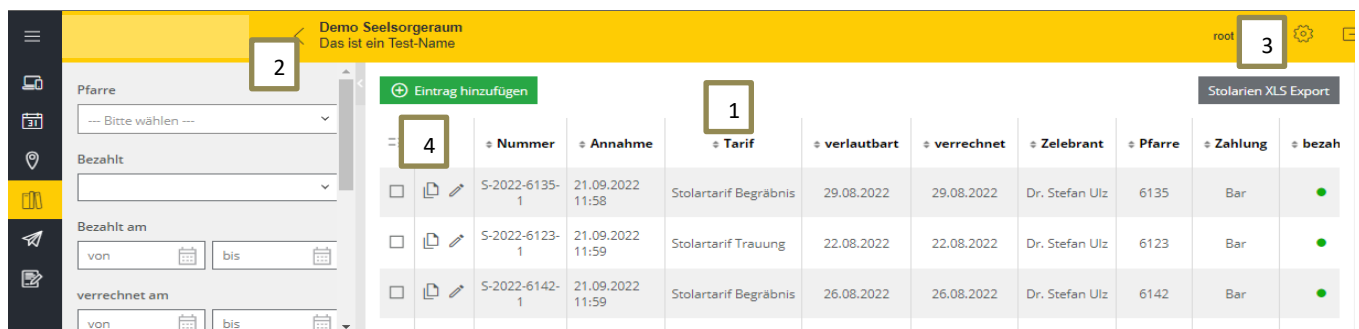 Demo Seelsorgeraum
Das ist ein Test-Name
root
3
2
Pfarre
--- Bitte wählen ---
Bezahlt
Bezahlt am
von
bis
verrechnet am
von
bis
31
Eintrag hinzufügen
1
Stolarien XLS Export
4
Nummer Annahme Tarif verlautbart verrechnet Zelebrant Pfarre Zahlung bezah
S-2022-6135-1 21.09.2022 11:58 Stolartarif Begräbnis 29.08.2022 29.08.2022 Dr. Stefan Ulz 6135 Bar
S-2022-6123-1 21.09.2022 11:59 Stolartarif Trauung 22.08.2022 22.08.2022 Dr. Stefan Ulz 6123 Bar
S-2022-6142-1 21.09.2022 11:59 Stolartarif Begräbnis 26.08.2022 26.08.2022 Dr. Stefan Ulz 6142 Bar